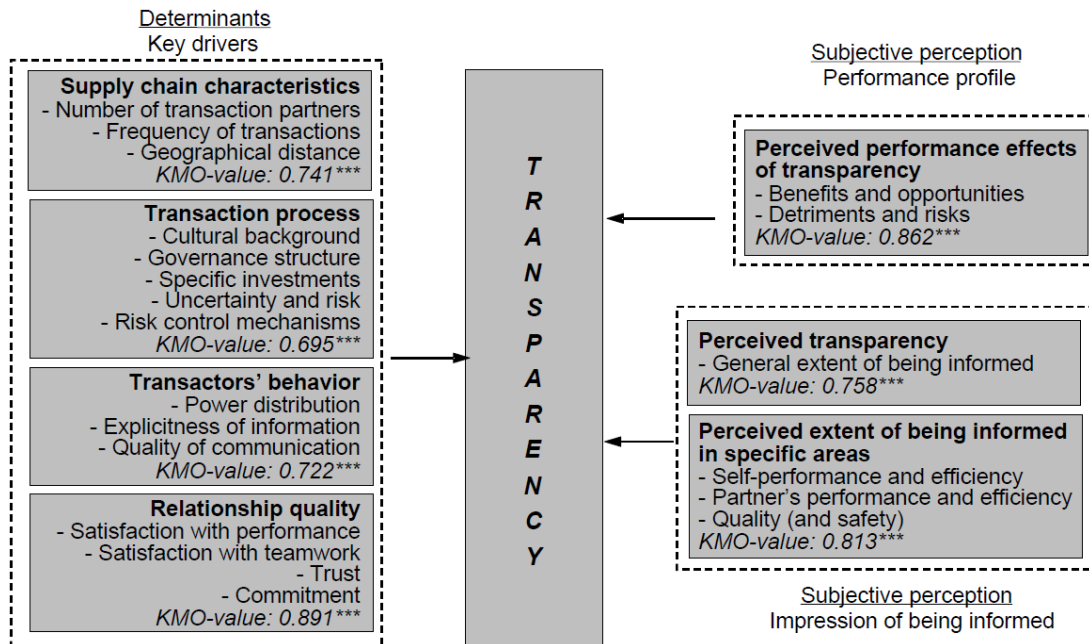 Determinants
Key drivers
Supply chain characteristics
- Number of transaction partners
- Frequency of transactions
- Geographical distance
KMO-value: 0.741***
Transaction process
- Cultural background
- Governance structure
- Specific investments
- Uncertainty and risk
- Risk control mechanisms
KMO-value: 0.695***
Transactors' behavior
- Power distribution
- Explicitness of information
- Quality of communication
KMO-value: 0.722***
Relationship quality
- Satisfaction with performance
- Satisfaction with teamwork
- Trust
- Commitment
KMO-value: 0.891***
TRANSPARENCY
Subjective perception
Performance profile
Perceived performance effects
of transparency
- Benefits and opportunities
- Detriments and risks
KMO-value: 0.862***
Perceived transparency
- General extent of being informed
KMO-value: 0.758***
Perceived extent of being informed
in specific areas
- Self-performance and efficiency
- Partner's performance and efficiency
- Quality (and safety)
KMO-value: 0.813***
Subjective perception
Impression of being informed